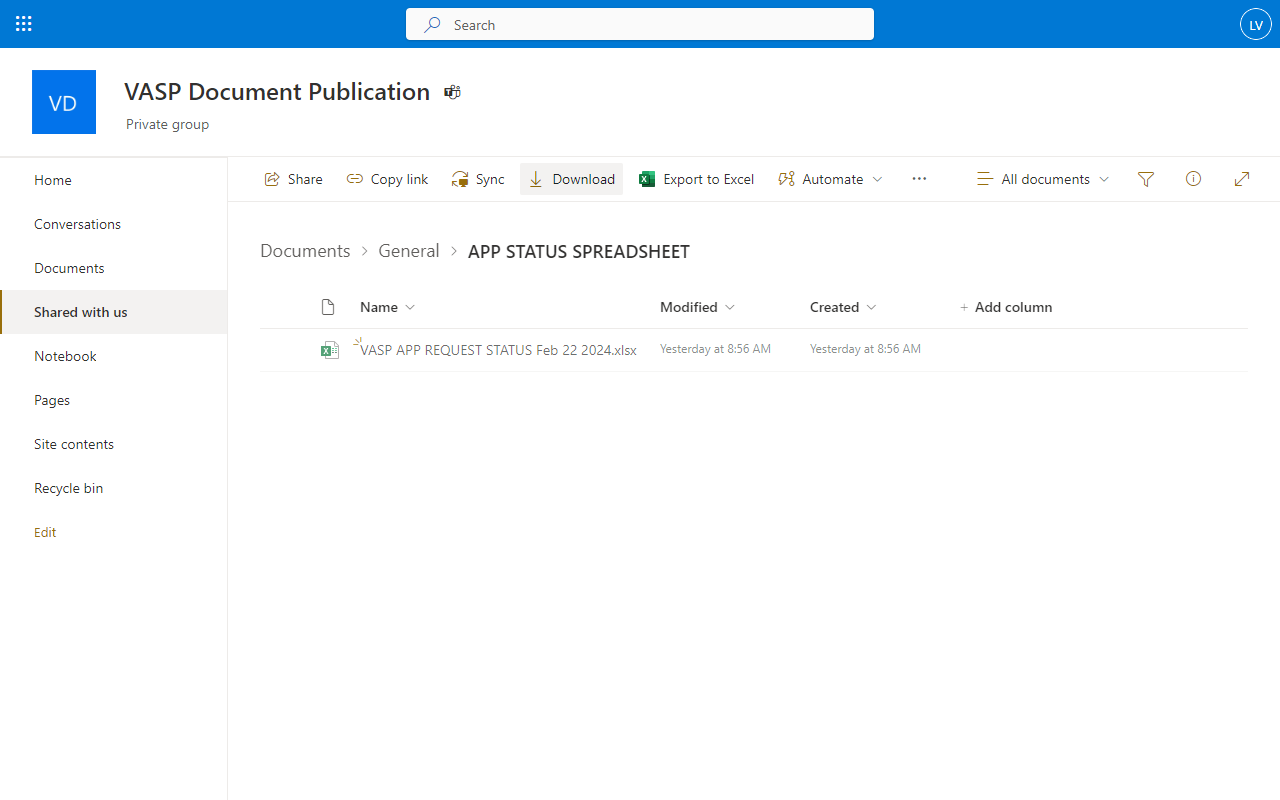 Search
LV
VD
VASP Document Publication
Private group
Home
Conversations
Documents
Shared with us
Notebook
Pages
Site contents
Recycle bin
Edit
Share Copy link Sync Download Export to Excel Automate All documents
Documents General APP STATUS SPREADSHEET
Name Modified Created + Add column
VASP APP REQUEST STATUS Feb 22 2024.xlsx Yesterday at 8:56 AM Yesterday at 8:56 AM